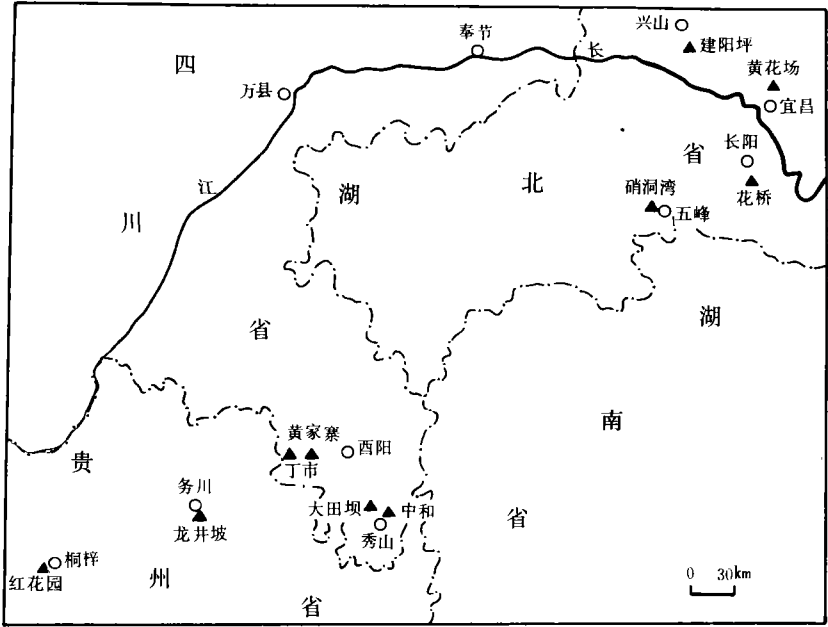 兴山
建阳坪
奉节
长
四
黄花场
万县
宜昌
长阳
省
江
湖
北
硝洞湾
花桥
川
五峰
省
湖
南
黄家寨
酉阳
贵
丁市
务川
大田坝
中和
龙井坡
秀山
省
桐梓
红花园
州
省
0 30km